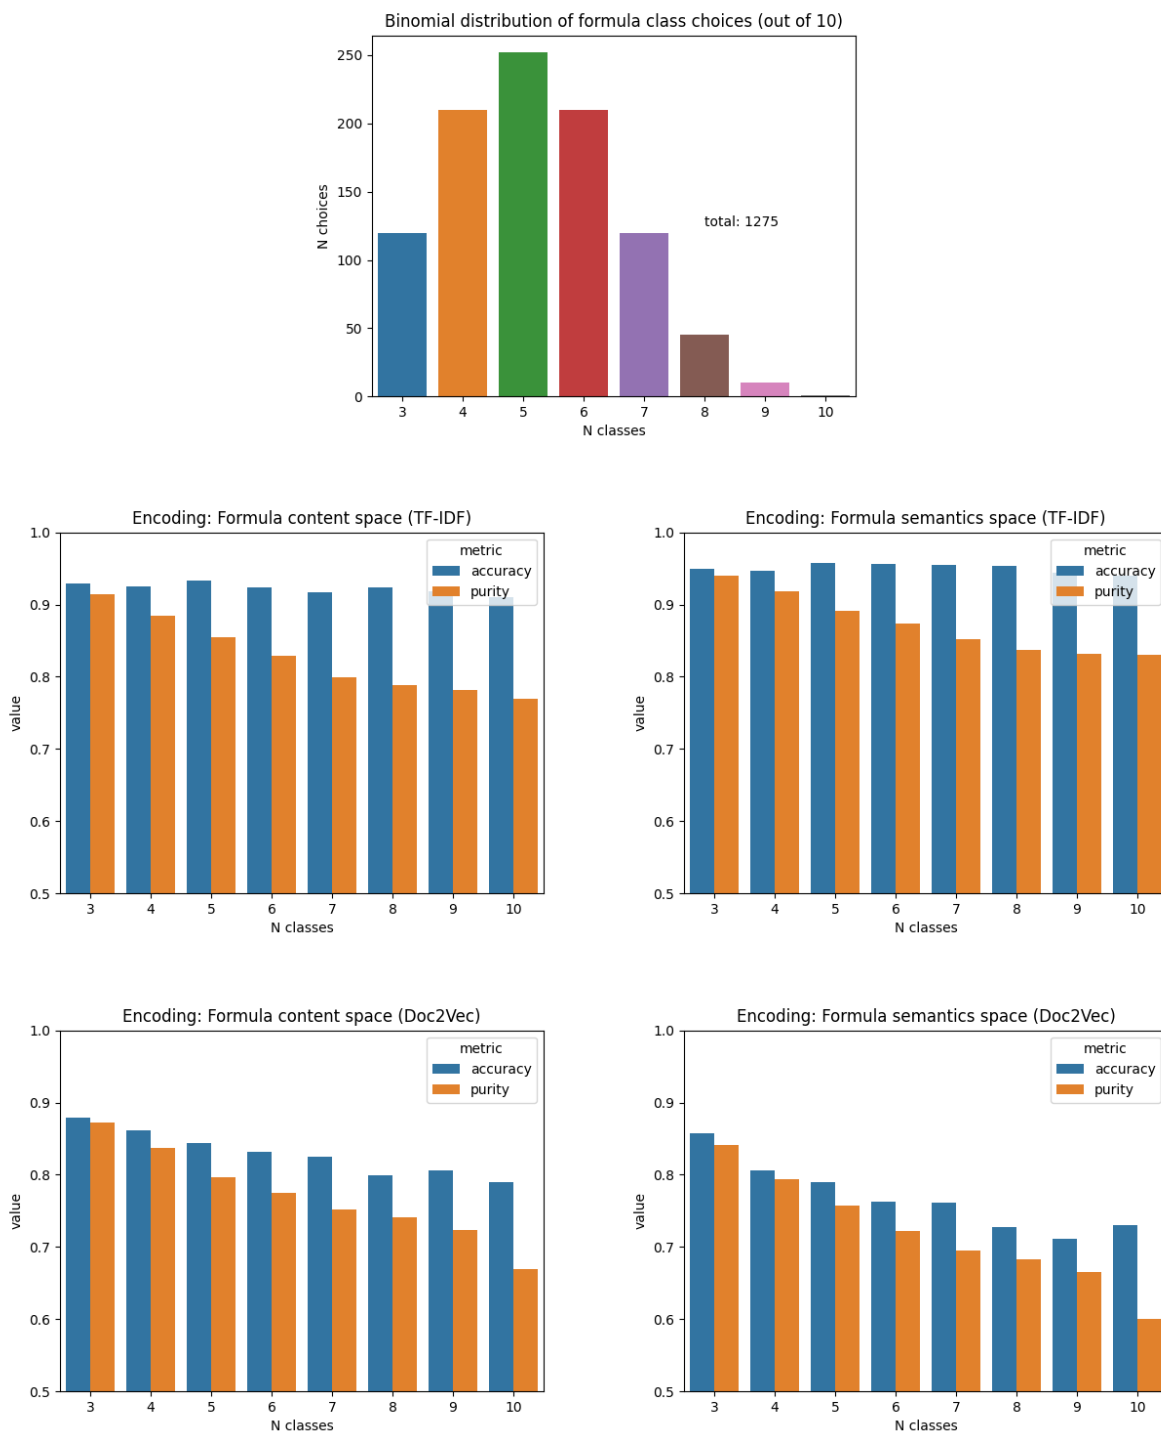 Binomial distribution of formula class choices (out of 10)
250
200
150
100
50
0
N choices
total: 1275
3 4 5 6 7 8 9 10
N classes
Encoding: Formula content space (TF-IDF)
1.0
0.9
0.8
0.7
0.6
0.5
value
metric
accuracy
purity
3 4 5 6 7 8 9 10
N classes
Encoding: Formula semantics space (TF-IDF)
1.0
0.9
0.8
0.7
0.6
0.5
value
metric
accuracy
purity
3 4 5 6 7 8 9 10
N classes
Encoding: Formula content space (Doc2Vec)
1.0
0.9
0.8
0.7
0.6
0.5
value
metric
accuracy
purity
3 4 5 6 7 8 9 10
N classes
Encoding: Formula semantics space (Doc2Vec)
1.0
0.9
0.8
0.7
0.6
0.5
value
metric
accuracy
purity
3 4 5 6 7 8 9 10
N classes